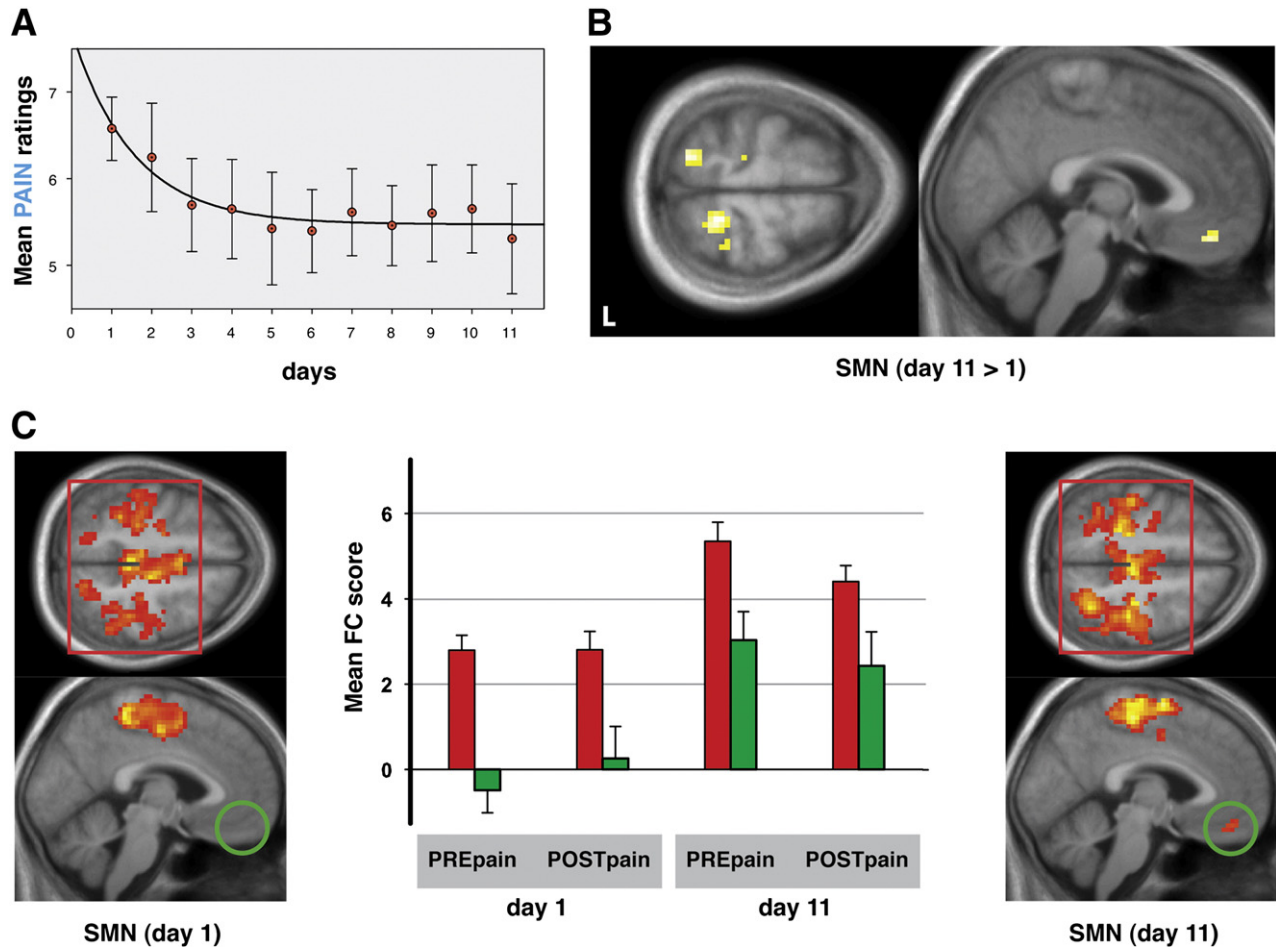 A
Mean PAIN ratings
7
6
5
0 1 2 3 4 5 6 7 8 9 10 11
days
B
L
SMN (day 11 > 1)
C
SMN (day 1)
Mean FC score
6
4
2
0
PREpain POSTpain PREpain POSTpain
day 1 day 11
SMN (day 11)